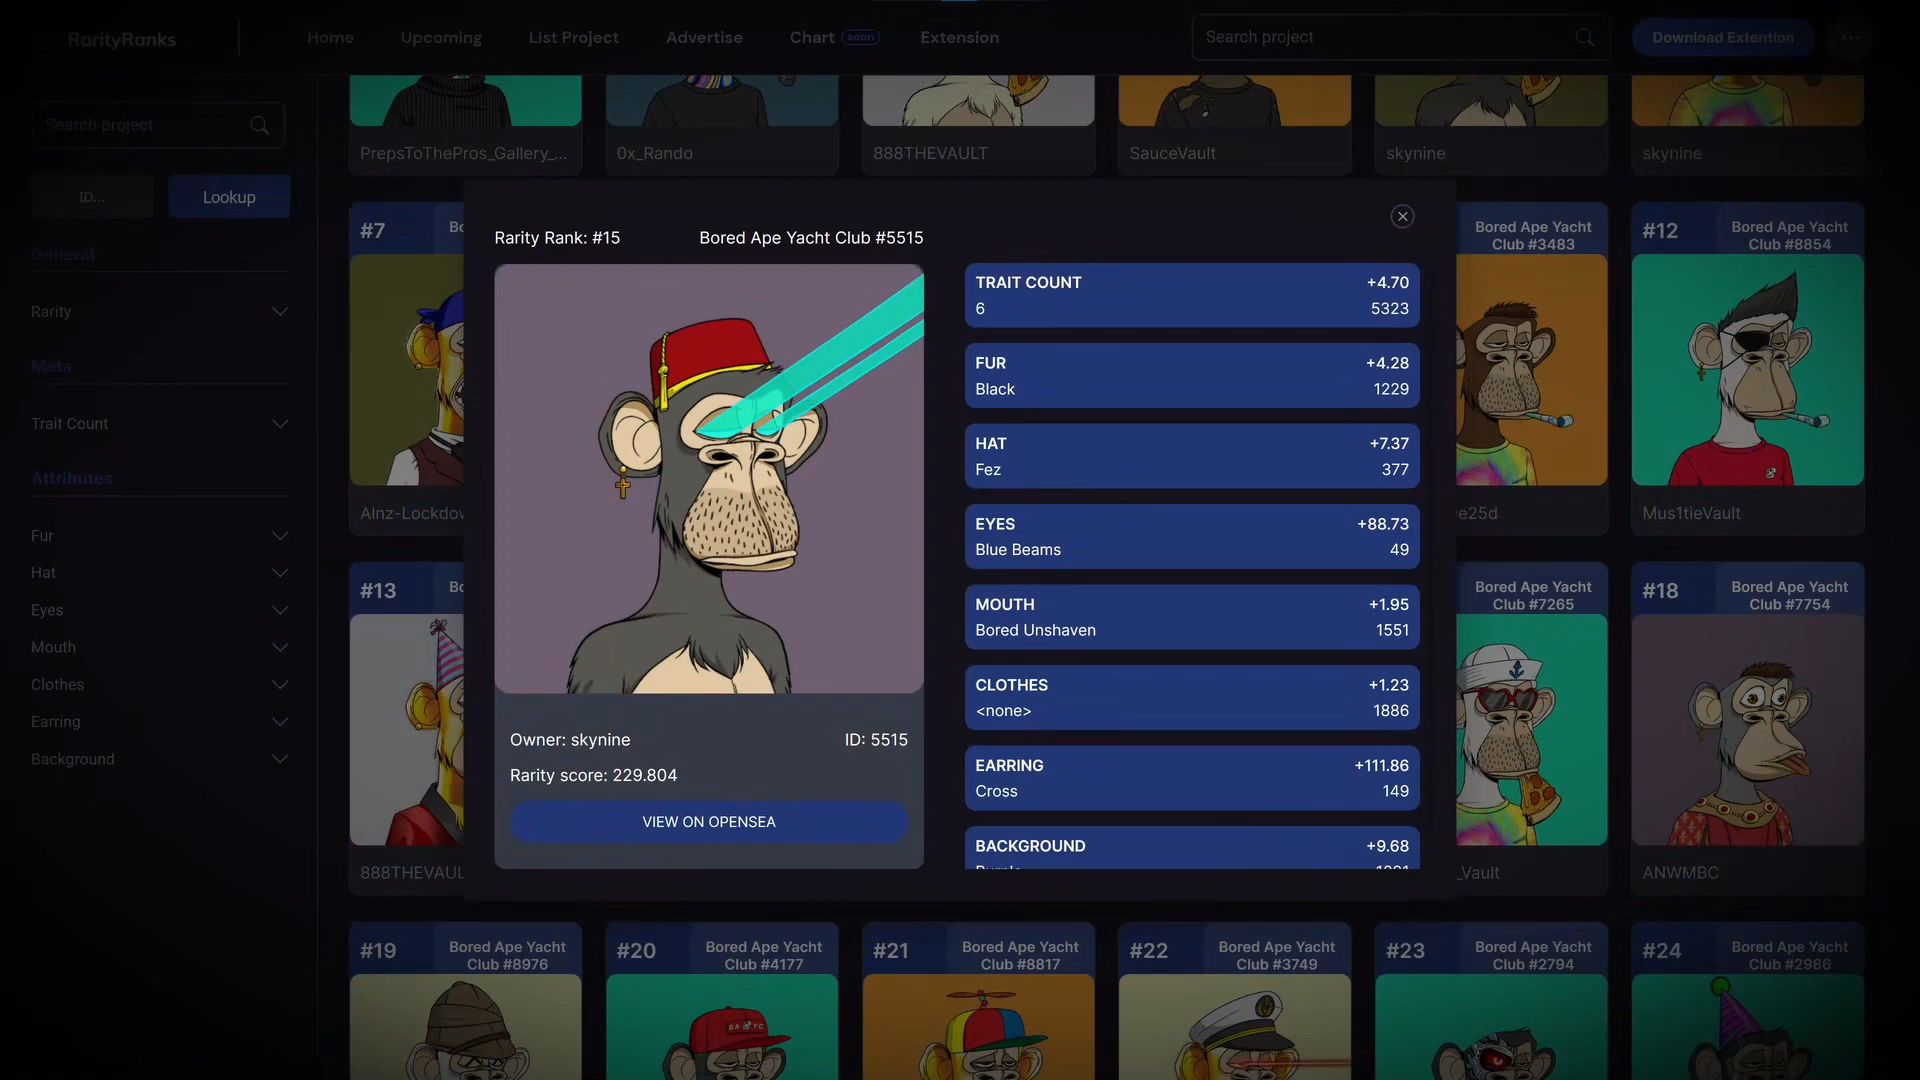 RarityRanks
Home
Upcoming
List Project
Advertise
Chart soon
Extension
Search project
Download Extention
Search project
ID...
Lookup
General
Rarity
Meta
Trait Count
Attributes
Fur
Hat
Eyes
Mouth
Clothes
Earring
Background
PrepsToThePros_Gallery_...
0x_Rando
888THEVAULT
SauceVault
skynine
skynine
#7
Bo
Alnz-Lockdov
Rarity Rank: #15
Bored Ape Yacht Club #5515
Owner: skynine
ID: 5515
Rarity score: 229.804
VIEW ON OPENSEA
TRAIT COUNT +4.70
6 5323
FUR +4.28
Black 1229
HAT +7.37
Fez 377
EYES +88.73
Blue Beams 49
MOUTH +1.95
Bored Unshaven 1551
CLOTHES +1.23
<none> 1886
EARRING +111.86
Cross 149
BACKGROUND +9.68
Bored Ape Yacht
Club #3483
e25d
#12
Bored Ape Yacht
Club #8854
Mus1tieVault
#13
Bo
888THEVAUL
Bored Ape Yacht
Club #7265
_Vault
#18
Bored Ape Yacht
Club #7754
ANWMBC
#19
Bored Ape Yacht
Club #8976
#20
Bored Ape Yacht
Club #4177
BAYC
#21
Bored Ape Yacht
Club #8817
#22
Bored Ape Yacht
Club #3749
#23
Bored Ape Yacht
Club #2794
#24
Bored Ape Yacht
Club #2986